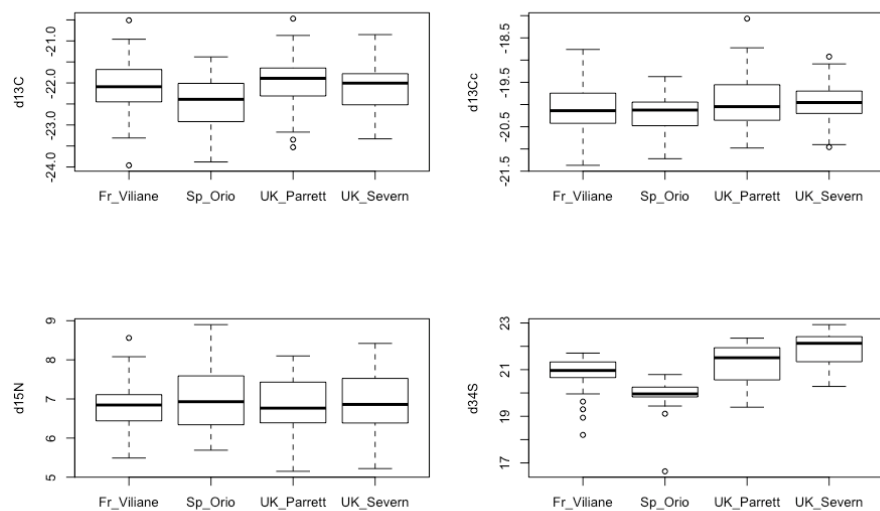 d13C
-21.0
-22.0
-23.0
-24.0
Fr_Viliane Sp_Orio UK_Parrett UK_Severn
d13Cc
-18.5
-19.5
-20.5
-21.5
Fr_Viliane Sp_Orio UK_Parrett UK_Severn
d15N
9
8
7
6
5
Fr_Viliane Sp_Orio UK_Parrett UK_Severn
d34S
23
21
19
17
Fr_Viliane Sp_Orio UK_Parrett UK_Severn